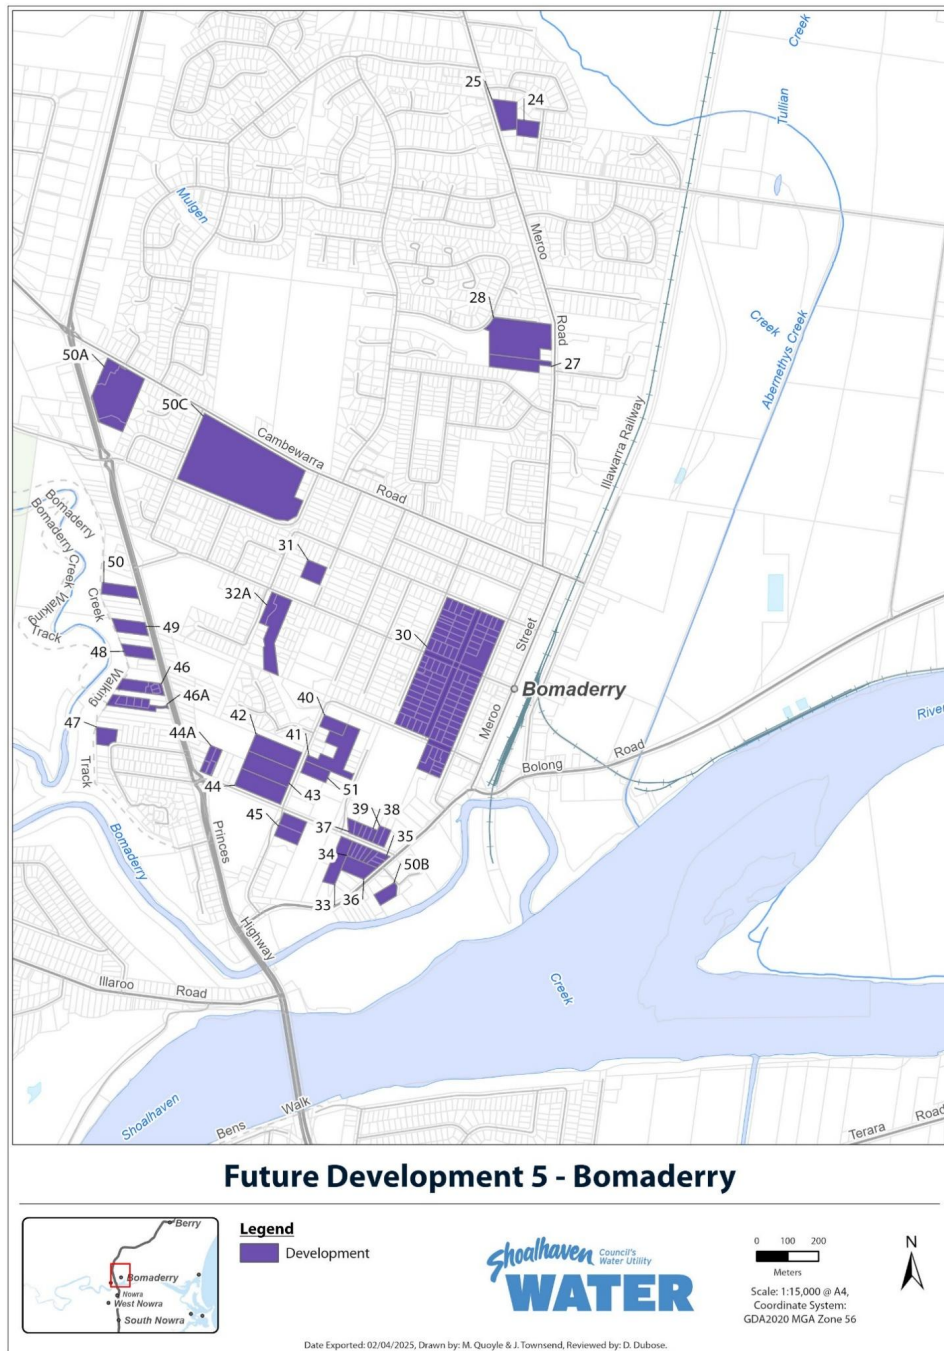 Creek
Tullian
25
24
Mulgen
Meroo
Road
28
27
Creek
Abernethys Creek
50A
50C
Cambewarra
Road
Illawarra Railway
Bomaderry
Bomaderry Creek Walking
Track
50
Creek
31
32A
49
48
30
Street
46
Walking
46A
Bomaderry
47
Track
44A
42
40
41
Meroo
River
Bolong
Road
44
43
51
45
39
38
37
35
34
50B
33
36
Princes
Highway
Bomaderry
Illaroo
Road
Creek
Shoalhaven
Bens
Walk
Terara
Road
Future Development 5 - Bomaderry
Berry
Bomaderry
Nowra
West Nowra
South Nowra
Legend
Development
Shoalhaven
Council's
Water Utility
WATER
0 100 200
Meters
Scale: 1:15,000 @ A4,
Coordinate System:
GDA2020 MGA Zone 56
N
Date Exported: 02/04/2025, Drawn by: M. Quoyle & J. Townsend, Reviewed by: D. Dubose.